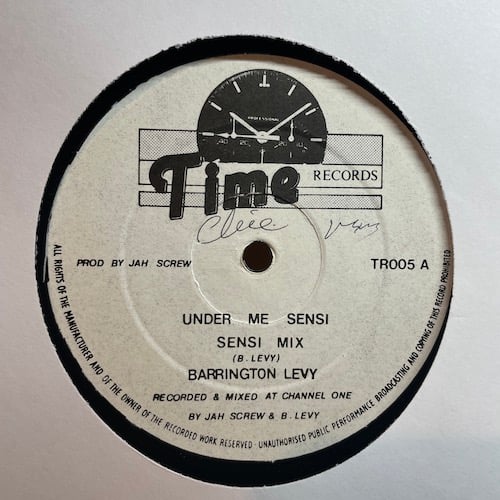 PROFESSIONAL
Time
RECORDS
PROD BY JAH SCREW
TR005 A
UNDER ME SENSI
SENSI MIX
(B. LEVY)
BARRINGTON LEVY
RECORDED & MIXED AT CHANNEL ONE
BY JAH SCREW & B. LEVY
ALL RIGHTS OF THE MANUFACTURER AND OF THE OWNER OF THE RECORDED WORK RESERVED · UNAUTHORISED PUBLIC PERFORMANCE BROADCASTING AND COPYING OF THIS RECORD PROHIBITED